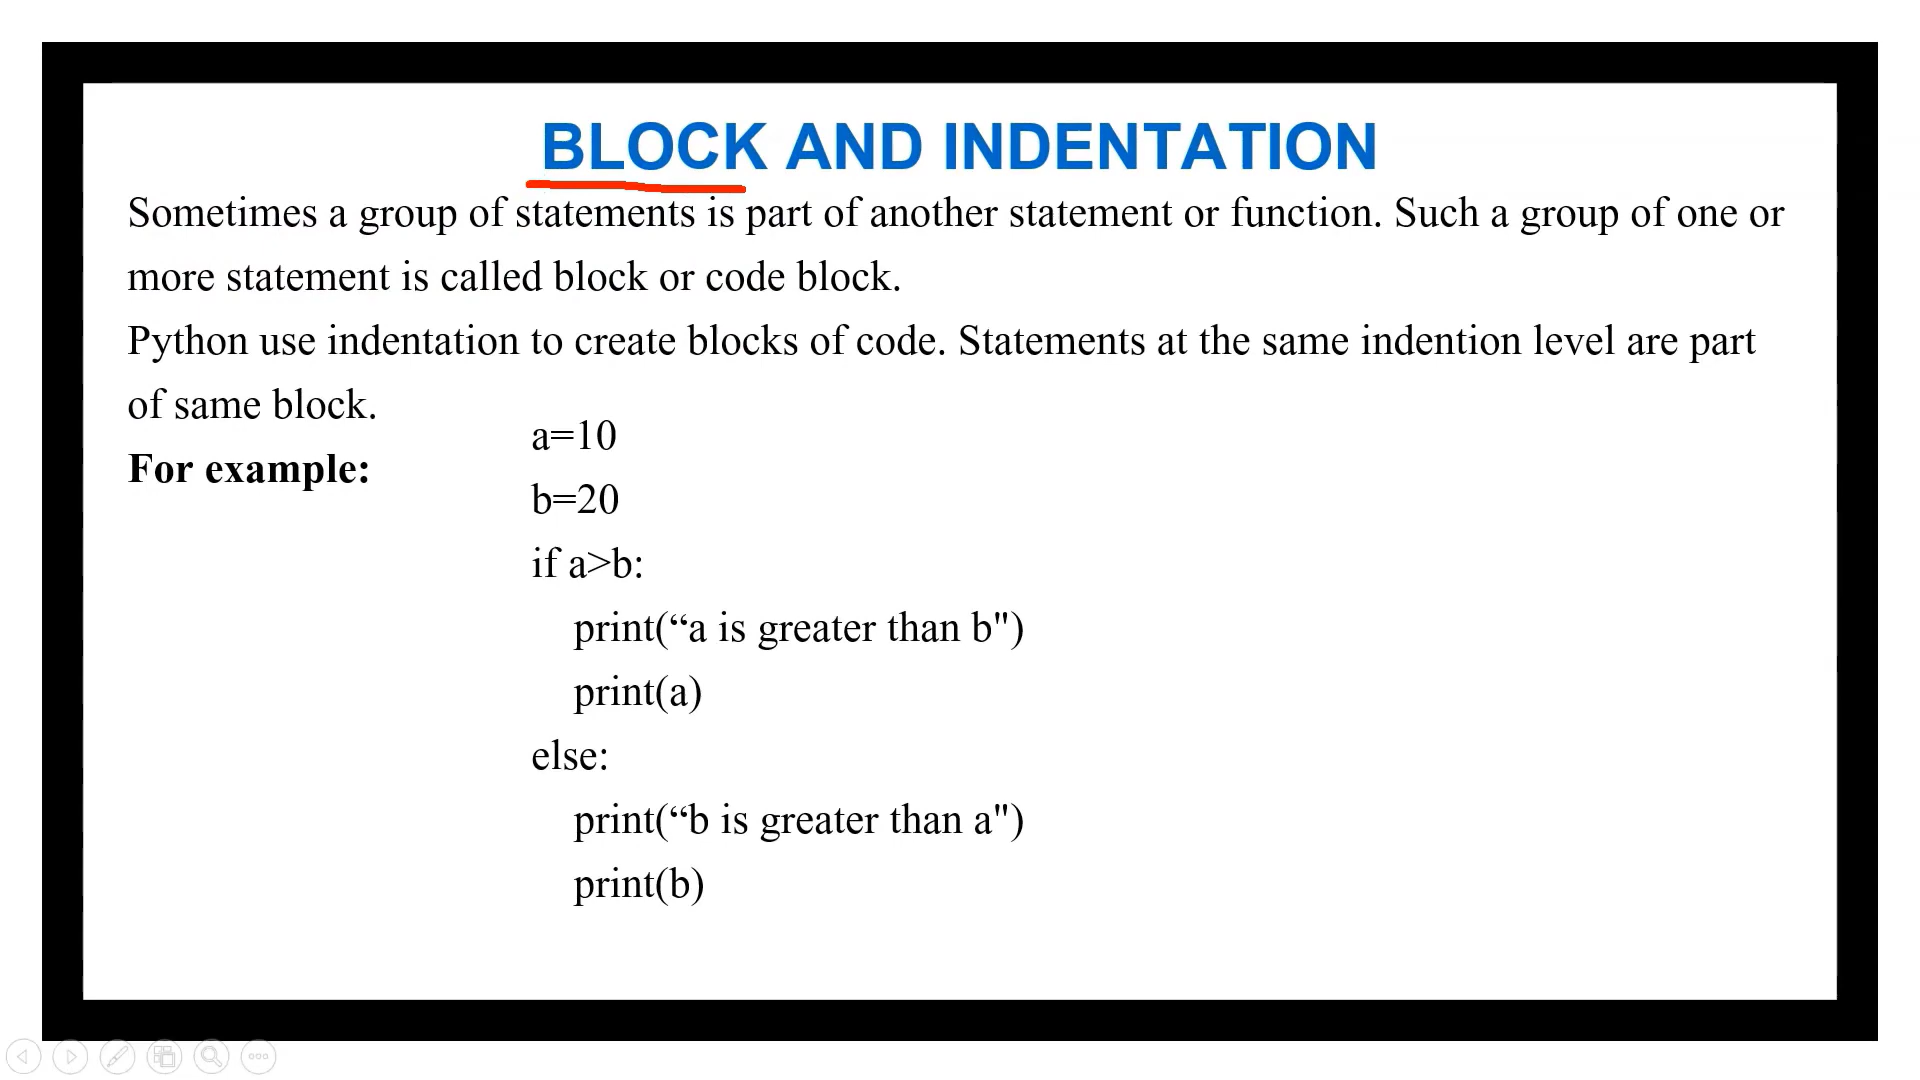 BLOCK AND INDENTATION
Sometimes a group of statements is part of another statement or function. Such a group of one or
more statement is called block or code block.
Python use indentation to create blocks of code. Statements at the same indention level are part
of same block.
For example:
a=10
b=20
if a>b:
print(“a is greater than b")
print(a)
else:
print(“b is greater than a")
print(b)